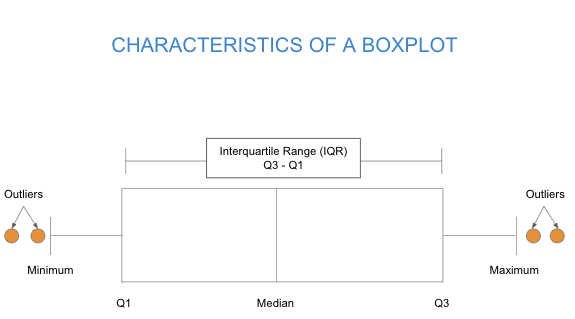 CHARACTERISTICS OF A BOXPLOT
Interquartile Range (IQR)
Q3 - Q1
Outliers
Outliers
Minimum
Maximum
Q1
Median
Q3